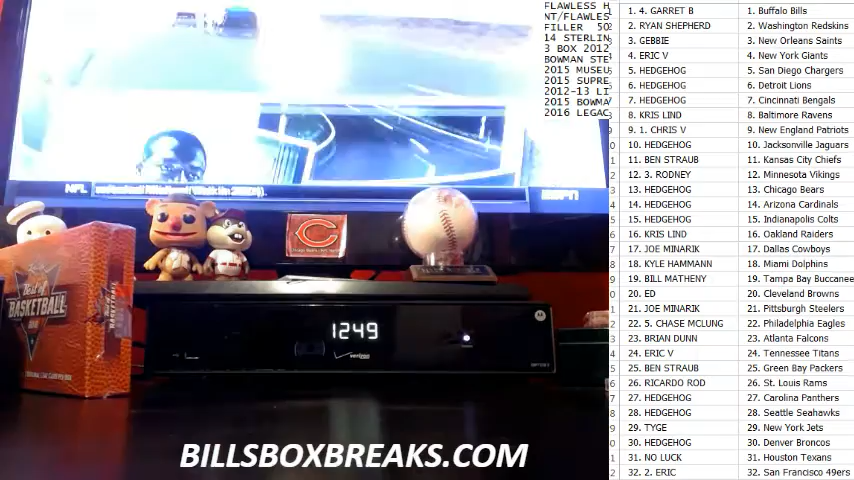 FLAWLESS H
NT/FLAWLES
FILLER 50
14 STERLIN
3 BOX 2012
BOWMAN STE
2015 MUSEU
2015 SUPRE
2012-13 LI
2015 BOWMA
2016 LEGAC
NFL
ESPN
Best of
BASKETBALL
1249
verizon
BILLSBOXBREAKS.COM
1. 4. GARRET B 1. Buffalo Bills
2. RYAN SHEPHERD 2. Washington Redskins
3. GEBBIE 3. New Orleans Saints
4. ERIC V 4. New York Giants
5. HEDGEHOG 5. San Diego Chargers
6. HEDGEHOG 6. Detroit Lions
7. HEDGEHOG 7. Cincinnati Bengals
8. KRIS LIND 8. Baltimore Ravens
9. 1. CHRIS V 9. New England Patriots
10. HEDGEHOG 10. Jacksonville Jaguars
11. BEN STRAUB 11. Kansas City Chiefs
12. 3. RODNEY 12. Minnesota Vikings
13. HEDGEHOG 13. Chicago Bears
14. HEDGEHOG 14. Arizona Cardinals
15. HEDGEHOG 15. Indianapolis Colts
16. KRIS LIND 16. Oakland Raiders
17. JOE MINARIK 17. Dallas Cowboys
18. KYLE HAMMANN 18. Miami Dolphins
19. BILL MATHENY 19. Tampa Bay Buccanee
20. ED 20. Cleveland Browns
21. JOE MINARIK 21. Pittsburgh Steelers
22. 5. CHASE MCLUNG 22. Philadelphia Eagles
23. BRIAN DUNN 23. Atlanta Falcons
24. ERIC V 24. Tennessee Titans
25. BEN STRAUB 25. Green Bay Packers
26. RICARDO ROD 26. St. Louis Rams
27. HEDGEHOG 27. Carolina Panthers
28. HEDGEHOG 28. Seattle Seahawks
29. TYGE 29. New York Jets
30. HEDGEHOG 30. Denver Broncos
31. NO LUCK 31. Houston Texans
32. 2. ERIC 32. San Francisco 49ers